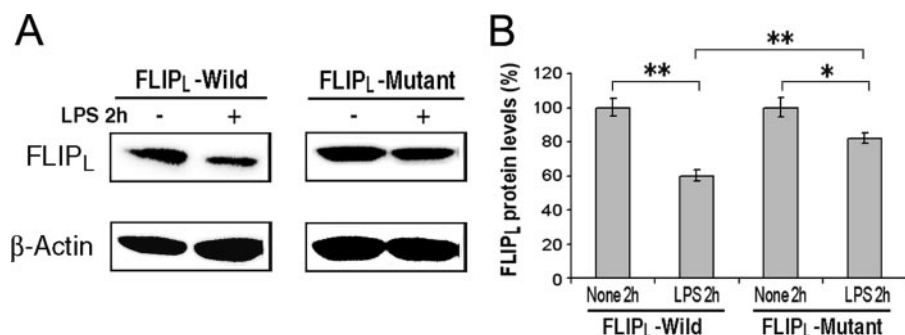 A
FLIPL-Wild FLIPL-Mutant
LPS 2h - + - +
FLIPL
β-Actin
B
**
** *
FLIPL protein levels (%)
120
100
80
60
40
20
0
None 2h LPS 2h None 2h LPS 2h
FLIPL-Wild FLIPL-Mutant